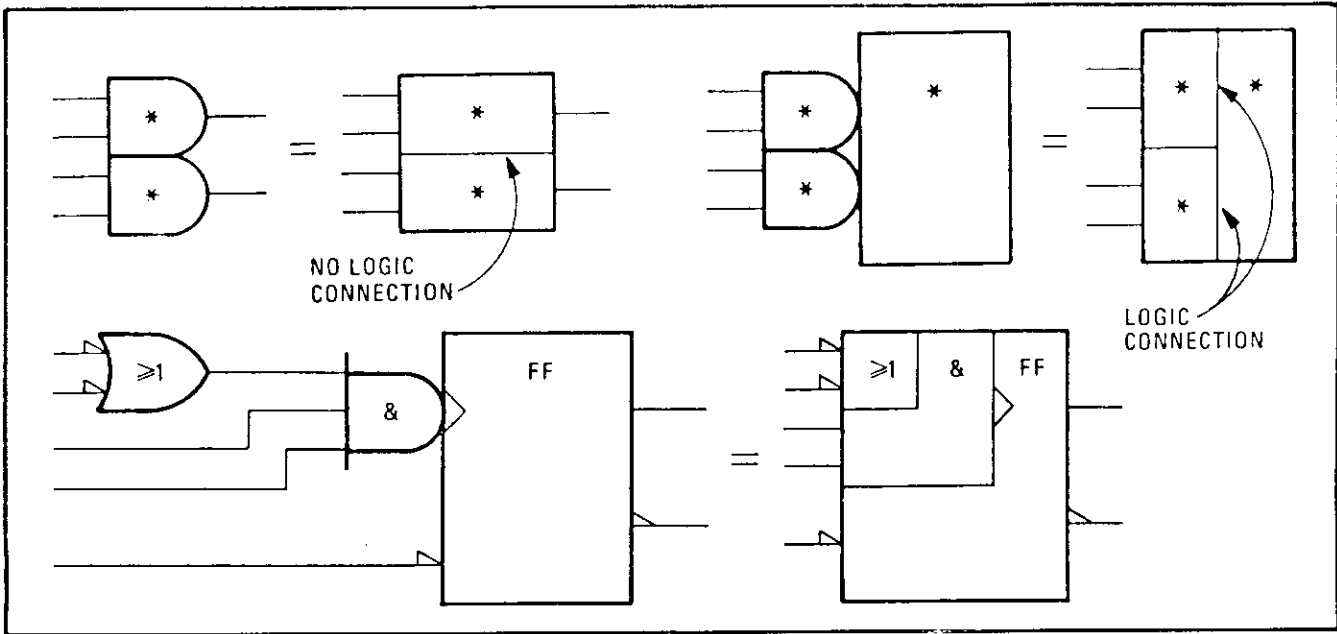 * * *
= =
* * * *
NO LOGIC
CONNECTION
LOGIC
CONNECTION
≥1 & FF
=
≥1 & FF